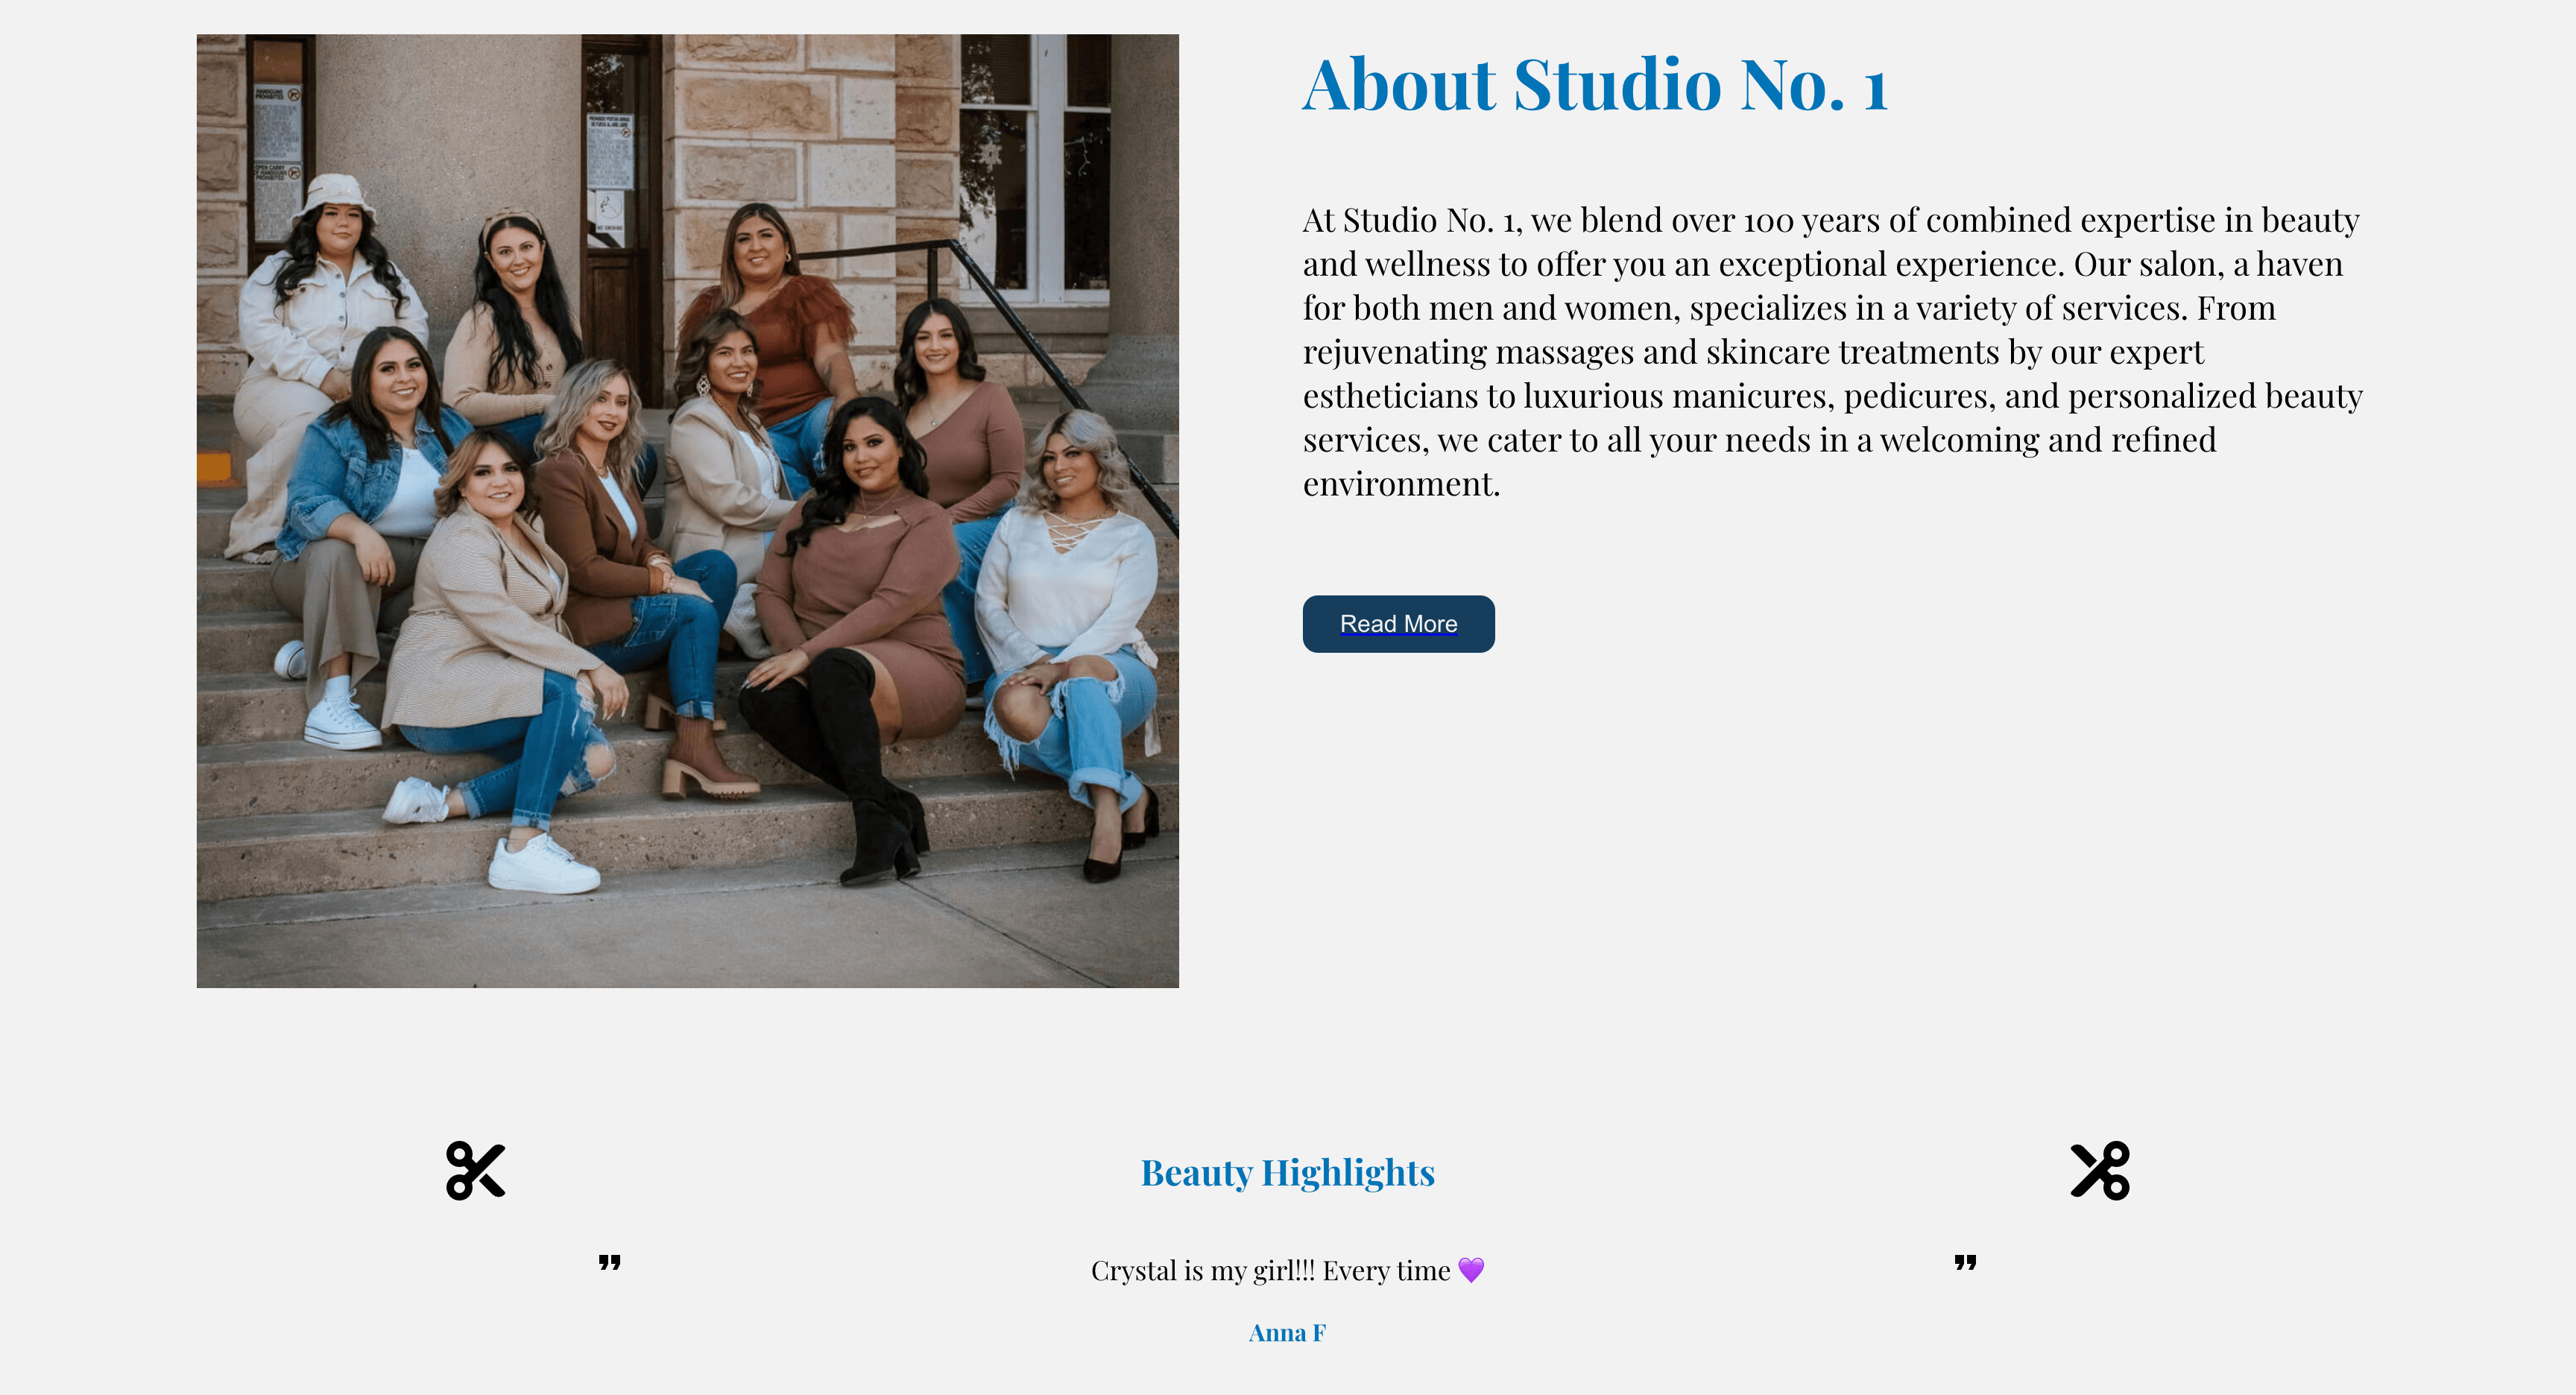 About Studio No. 1
At Studio No. 1, we blend over 100 years of combined expertise in beauty
and wellness to offer you an exceptional experience. Our salon, a haven
for both men and women, specializes in a variety of services. From
rejuvenating massages and skincare treatments by our expert
estheticians to luxurious manicures, pedicures, and personalized beauty
services, we cater to all your needs in a welcoming and refined
environment.
Read More
Beauty Highlights
" Crystal is my girl!!! Every time 💜 "
Anna F